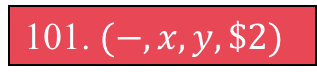 101. (−, x, y, $2)